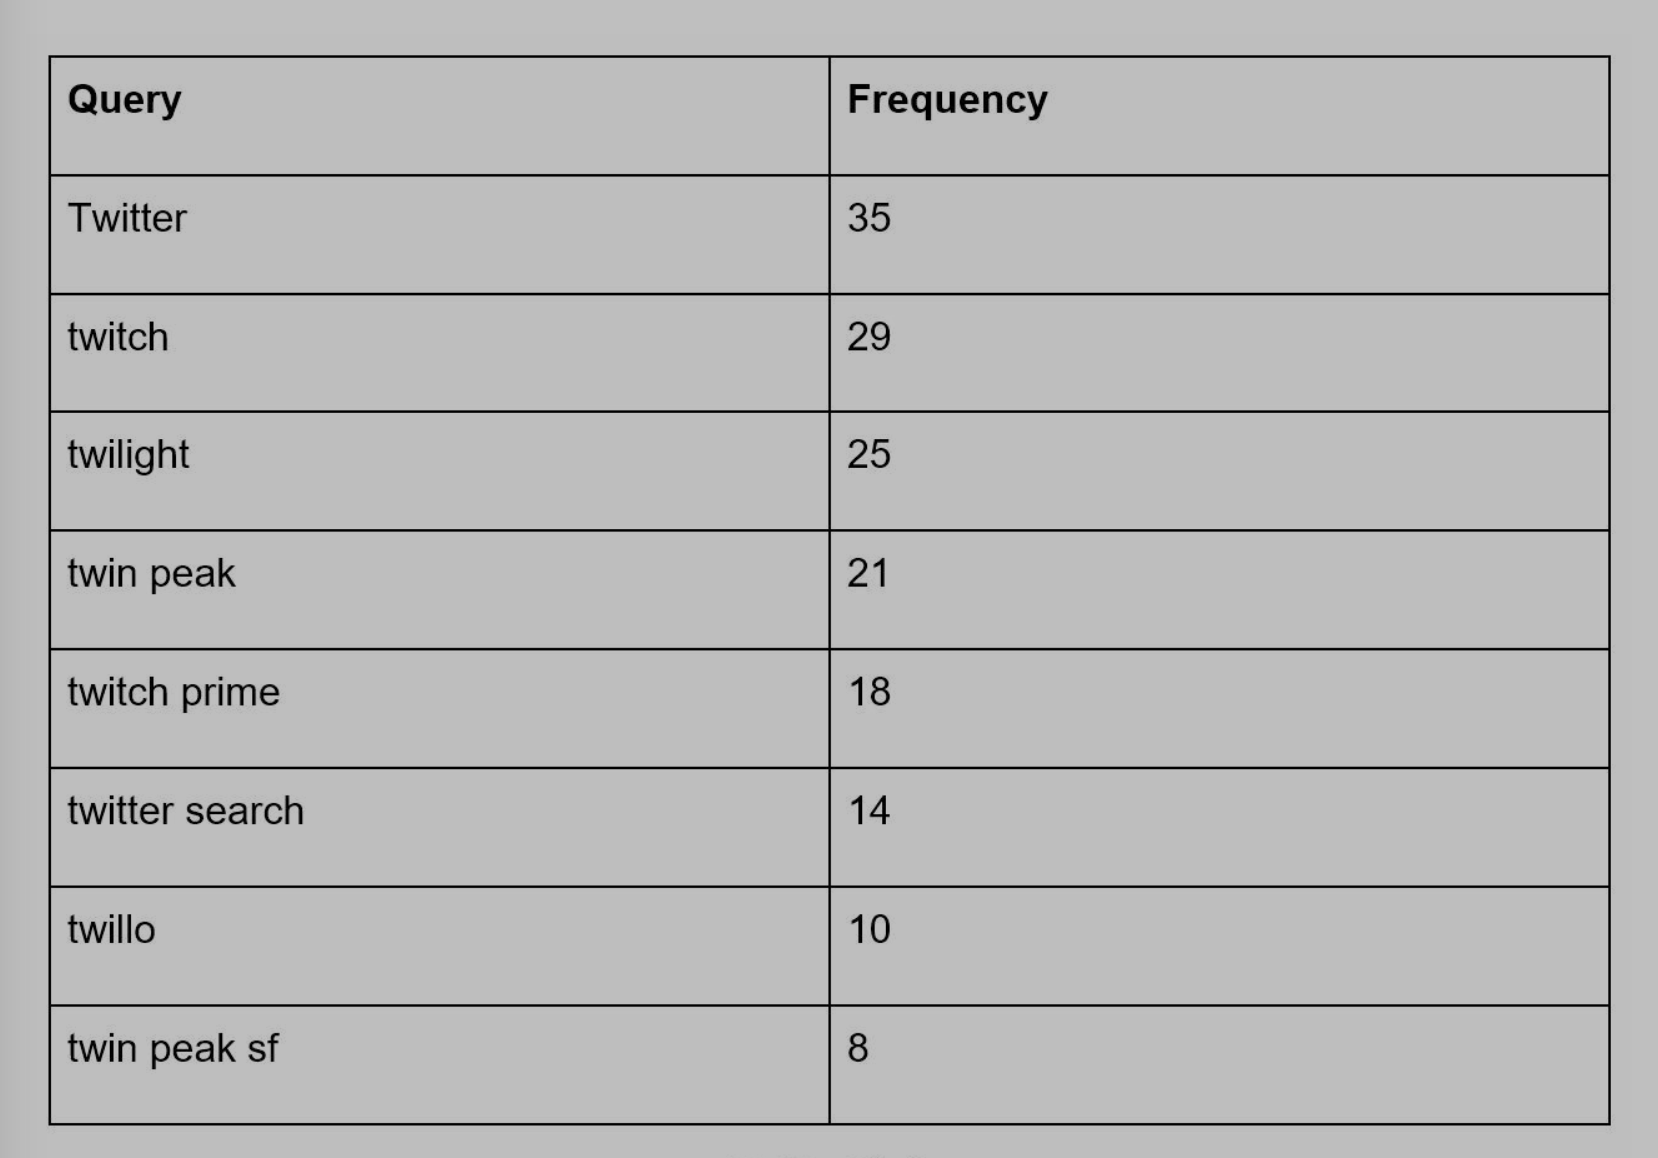 Query Frequency
Twitter 35
twitch 29
twilight 25
twin peak 21
twitch prime 18
twitter search 14
twillo 10
twin peak sf 8